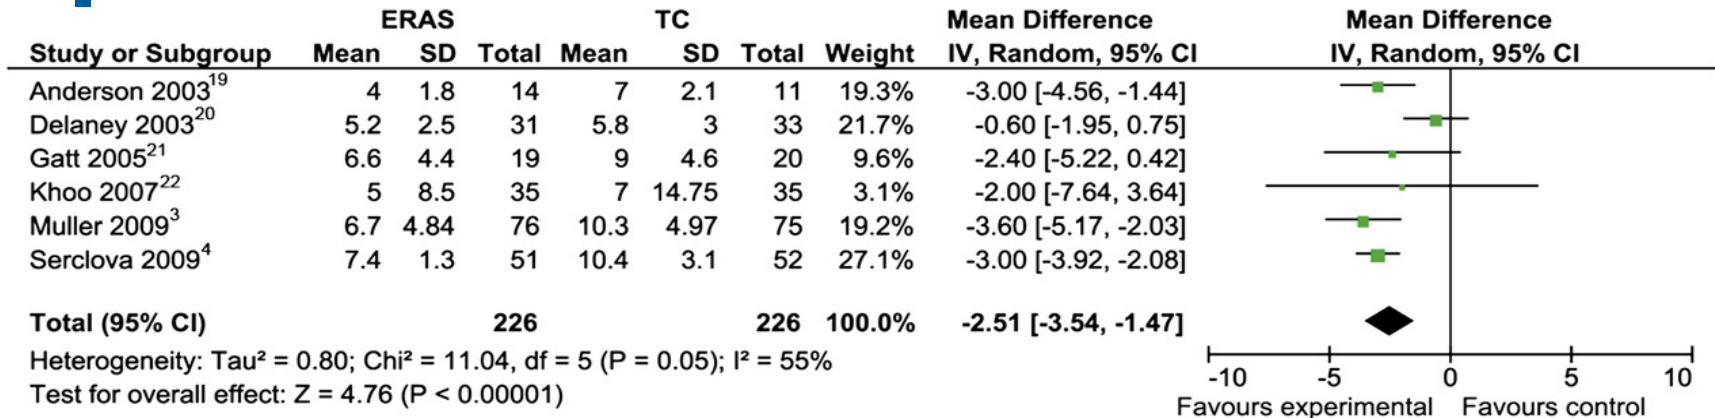 ERAS TC Mean Difference Mean Difference
Study or Subgroup Mean SD Total Mean SD Total Weight IV, Random, 95% CI IV, Random, 95% CI
Anderson 2003¹⁹ 4 1.8 14 7 2.1 11 19.3% -3.00 [-4.56, -1.44]
Delaney 2003²⁰ 5.2 2.5 31 5.8 3 33 21.7% -0.60 [-1.95, 0.75]
Gatt 2005²¹ 6.6 4.4 19 9 4.6 20 9.6% -2.40 [-5.22, 0.42]
Khoo 2007²² 5 8.5 35 7 14.75 35 3.1% -2.00 [-7.64, 3.64]
Muller 2009³ 6.7 4.84 76 10.3 4.97 75 19.2% -3.60 [-5.17, -2.03]
Serclova 2009⁴ 7.4 1.3 51 10.4 3.1 52 27.1% -3.00 [-3.92, -2.08]
Total (95% CI) 226 226 100.0% -2.51 [-3.54, -1.47]
Heterogeneity: Tau² = 0.80; Chi² = 11.04, df = 5 (P = 0.05); I² = 55%
Test for overall effect: Z = 4.76 (P < 0.00001)
-10 -5 0 5 10
Favours experimental Favours control